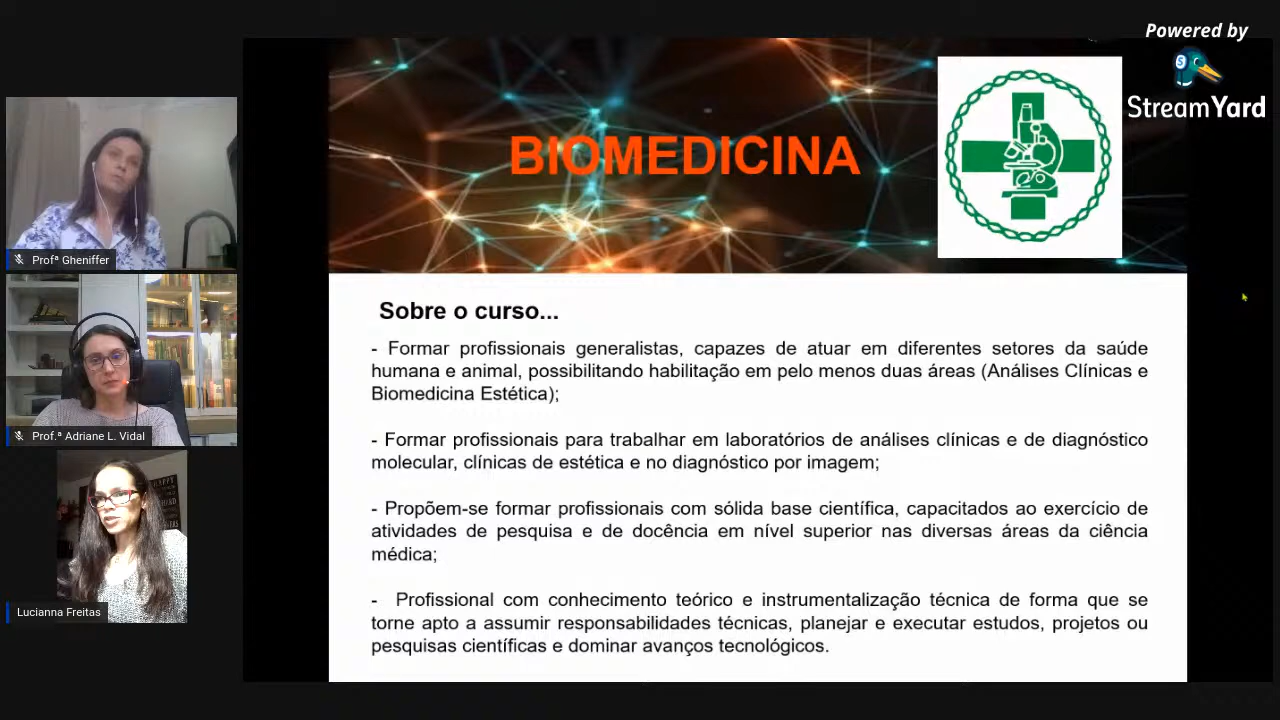 Powered by
StreamYard
BIOMEDICINA
Profª Gheniffer
Prof.ª Adriane L. Vidal
Lucianna Freitas
Sobre o curso...
- Formar profissionais generalistas, capazes de atuar em diferentes setores da saúde
humana e animal, possibilitando habilitação em pelo menos duas áreas (Análises Clínicas e
Biomedicina Estética);
- Formar profissionais para trabalhar em laboratórios de análises clínicas e de diagnóstico
molecular, clínicas de estética e no diagnóstico por imagem;
- Propõem-se formar profissionais com sólida base científica, capacitados ao exercício de
atividades de pesquisa e de docência em nível superior nas diversas áreas da ciência
médica;
- Profissional com conhecimento teórico e instrumentalização técnica de forma que se
torne apto a assumir responsabilidades técnicas, planejar e executar estudos, projetos ou
pesquisas científicas e dominar avanços tecnológicos.